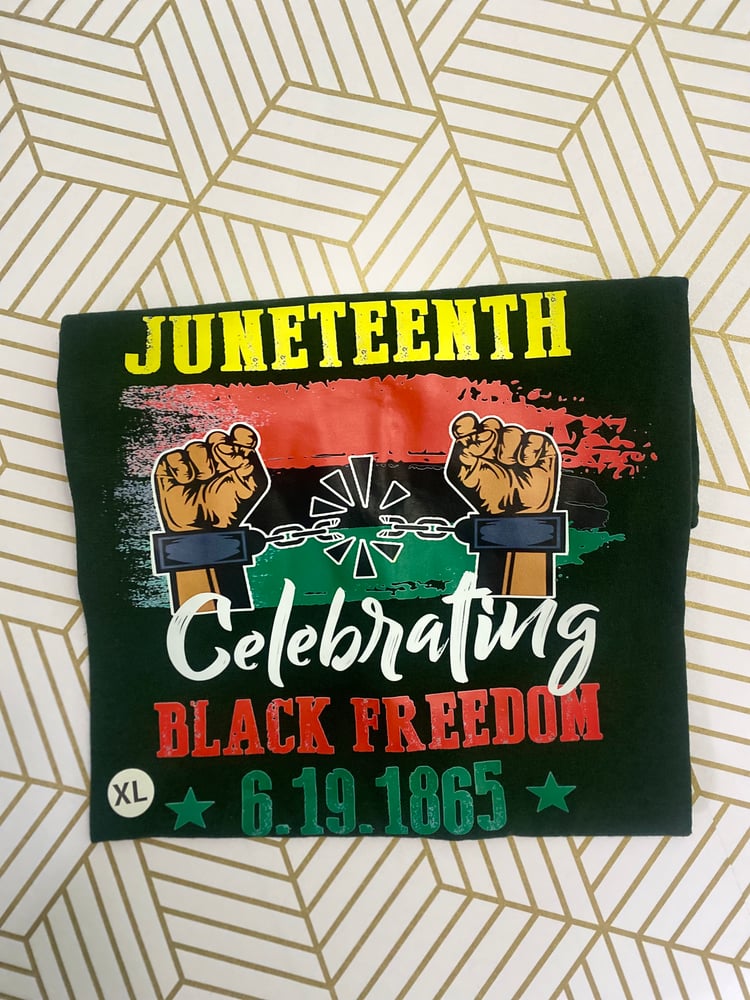 JUNETEENTH
Celebrating
BLACK FREEDOM
6.19.1865
XL